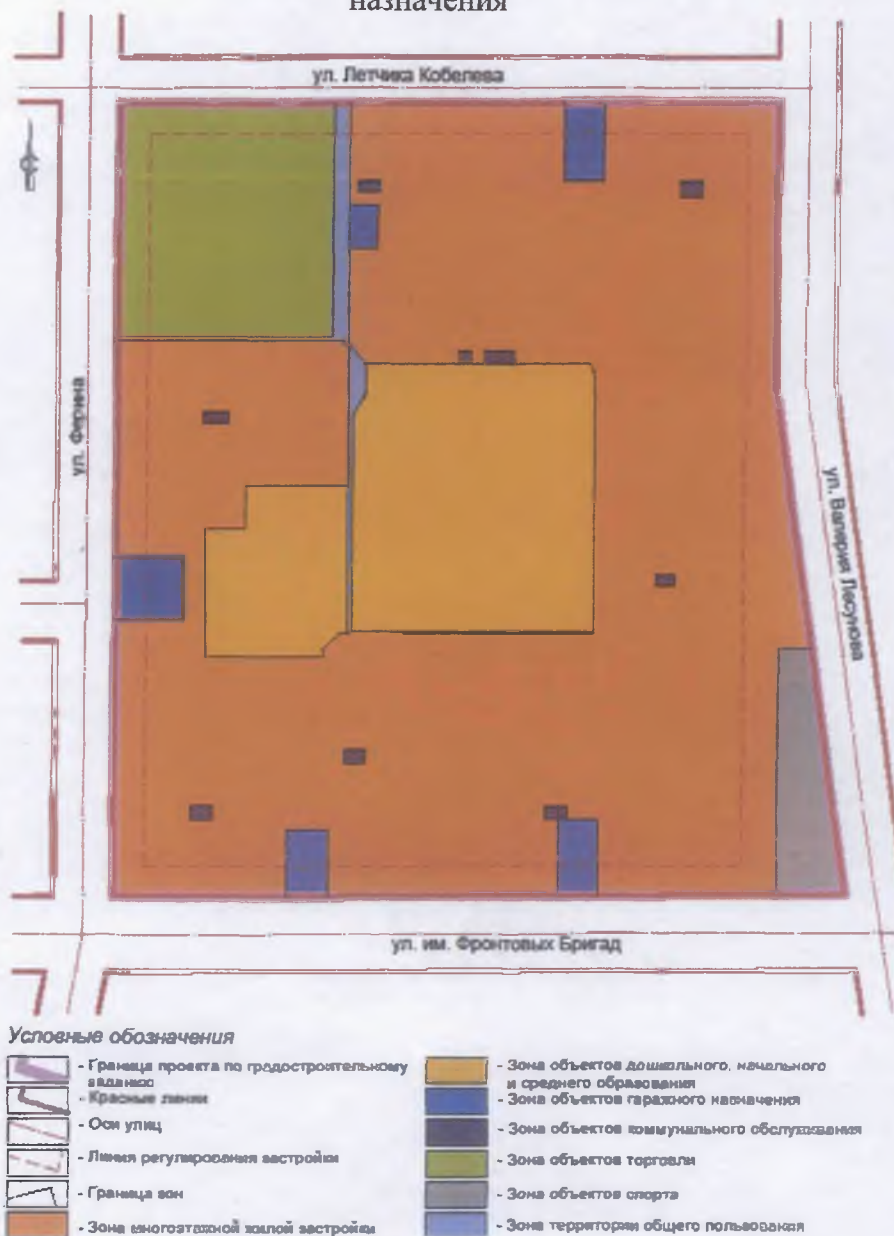 назначения
ул. Летчика Кобелева
ул. Ферина
ул. Валерия Лесунова
ул. им. Фронтовых Бригад
Условные обозначения
- Граница проекта по градостроительному
заданию
- Красные линии
- Оси улиц
- Линия регулирования застройки
- Граница зон
- Зона многоэтажной жилой застройки
- Зона объектов дошкольного, начального
и среднего образования
- Зона объектов гаражного назначения
- Зона объектов коммунального обслуживания
- Зона объектов торговли
- Зона объектов спорта
- Зона территории общего пользования